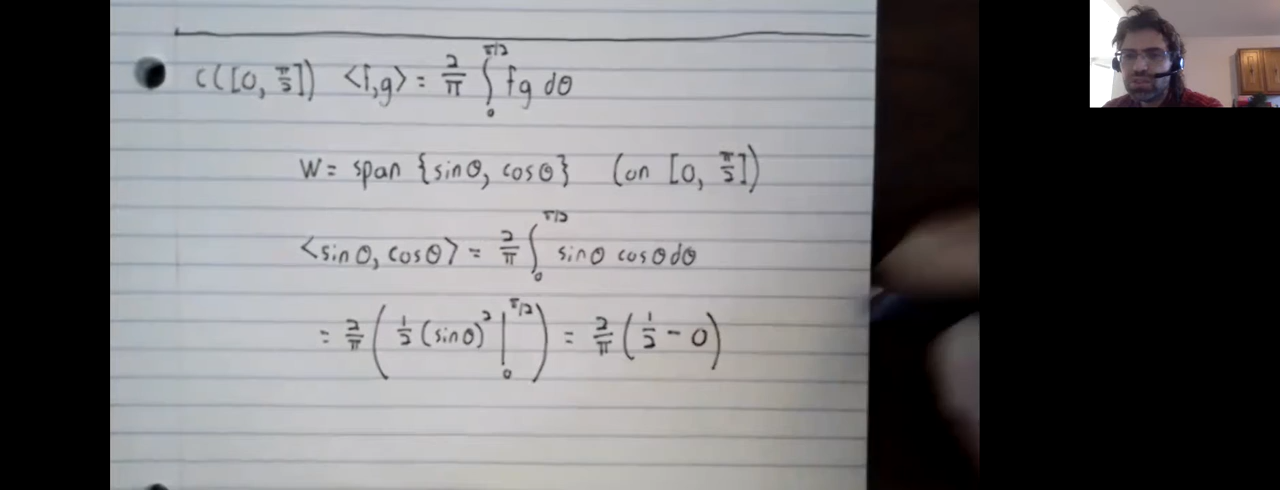 C([0, π/2]) <f,g> = 2/π ∫₀^{π/2} fg dθ
W = span {sinθ, cosθ} (on [0, π/2])
<sinθ, cosθ> = 2/π ∫₀^{π/2} sinθ cosθ dθ
= 2/π ( 1/2 (sinθ)² |₀^{π/2} ) = 2/π ( 1/2 − 0 )